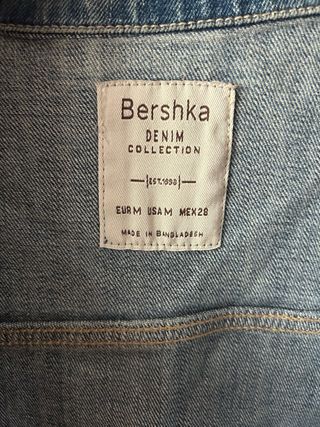 Bershka
DENIM
COLLECTION
EST.1998
EUR M USA M MEX 28
MADE IN BANGLADESH